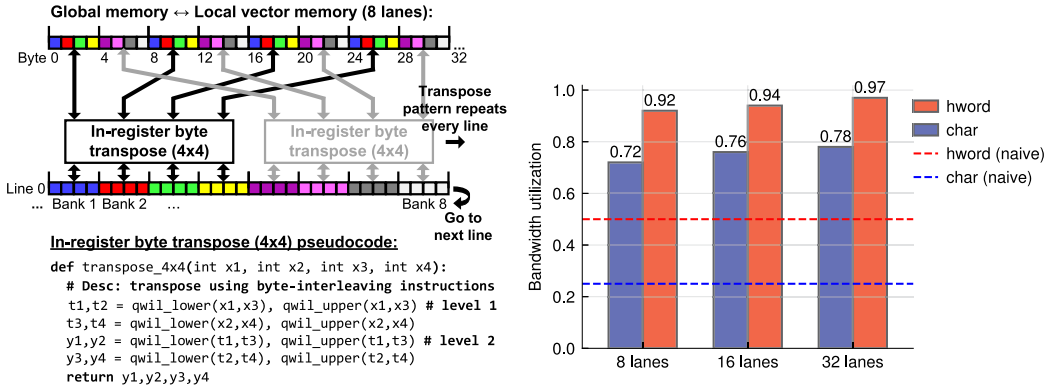 Global memory ↔ Local vector memory (8 lanes):
...
Byte 0 4 8 12 16 20 24 28 32
Transpose
pattern repeats
every line
In-register byte
transpose (4x4)
In-register byte
transpose (4x4)
Line 0
... Bank 1 Bank 2 ... Bank 8
Go to
next line
In-register byte transpose (4x4) pseudocode:
def transpose_4x4(int x1, int x2, int x3, int x4):
# Desc: transpose using byte-interleaving instructions
t1,t2 = qwil_lower(x1,x3), qwil_upper(x1,x3) # level 1
t3,t4 = qwil_lower(x2,x4), qwil_upper(x2,x4)
y1,y2 = qwil_lower(t1,t3), qwil_upper(t1,t3) # level 2
y3,y4 = qwil_lower(t2,t4), qwil_upper(t2,t4)
return y1,y2,y3,y4
Bandwidth utilization
1.0
0.8
0.6
0.4
0.2
0.0
0.72
0.92
0.76
0.94
0.78
0.97
8 lanes
16 lanes
32 lanes
hword
char
hword (naive)
char (naive)